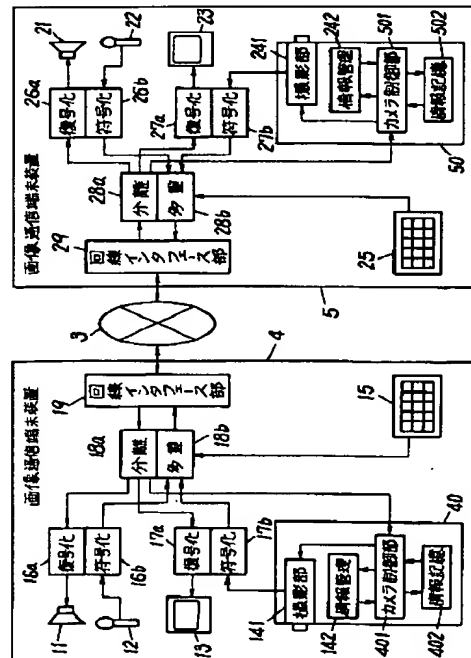 画像通信端末装置
21
22
23
26a
復号化
符号化
26b
27a
復号化
符号化
27b
28a
分離
多重
28b
29
回線インタフェース部
241
撮影部
242
情報管理
501
カメラ制御部
502
情報記憶
50
25
5
3
画像通信端末装置
4
19
回線インタフェース部
18a
分離
多重
18b
15
16a
復号化
符号化
16b
17a
復号化
符号化
17b
11
12
13
141
撮影部
142
情報管理
401
カメラ制御部
402
情報記憶
40